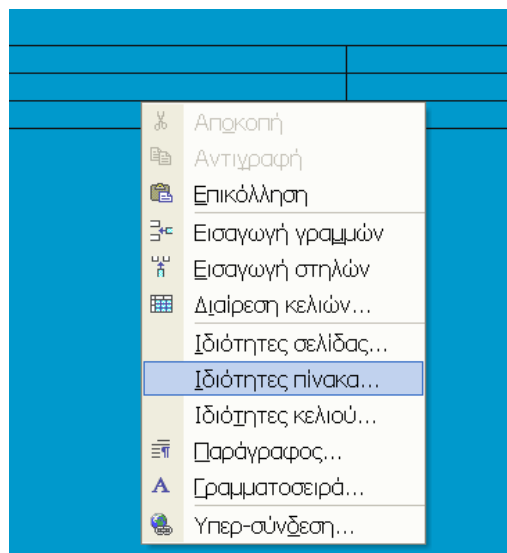 Αποκοπή
Αντιγραφή
Επικόλληση
Εισαγωγή γραμμών
Εισαγωγή στηλών
Διαίρεση κελιών...
Ιδιότητες σελίδας...
Ιδιότητες πίνακα...
Ιδιότητες κελιού...
Παράγραφος...
Γραμματοσειρά...
Υπερ-σύνδεση...